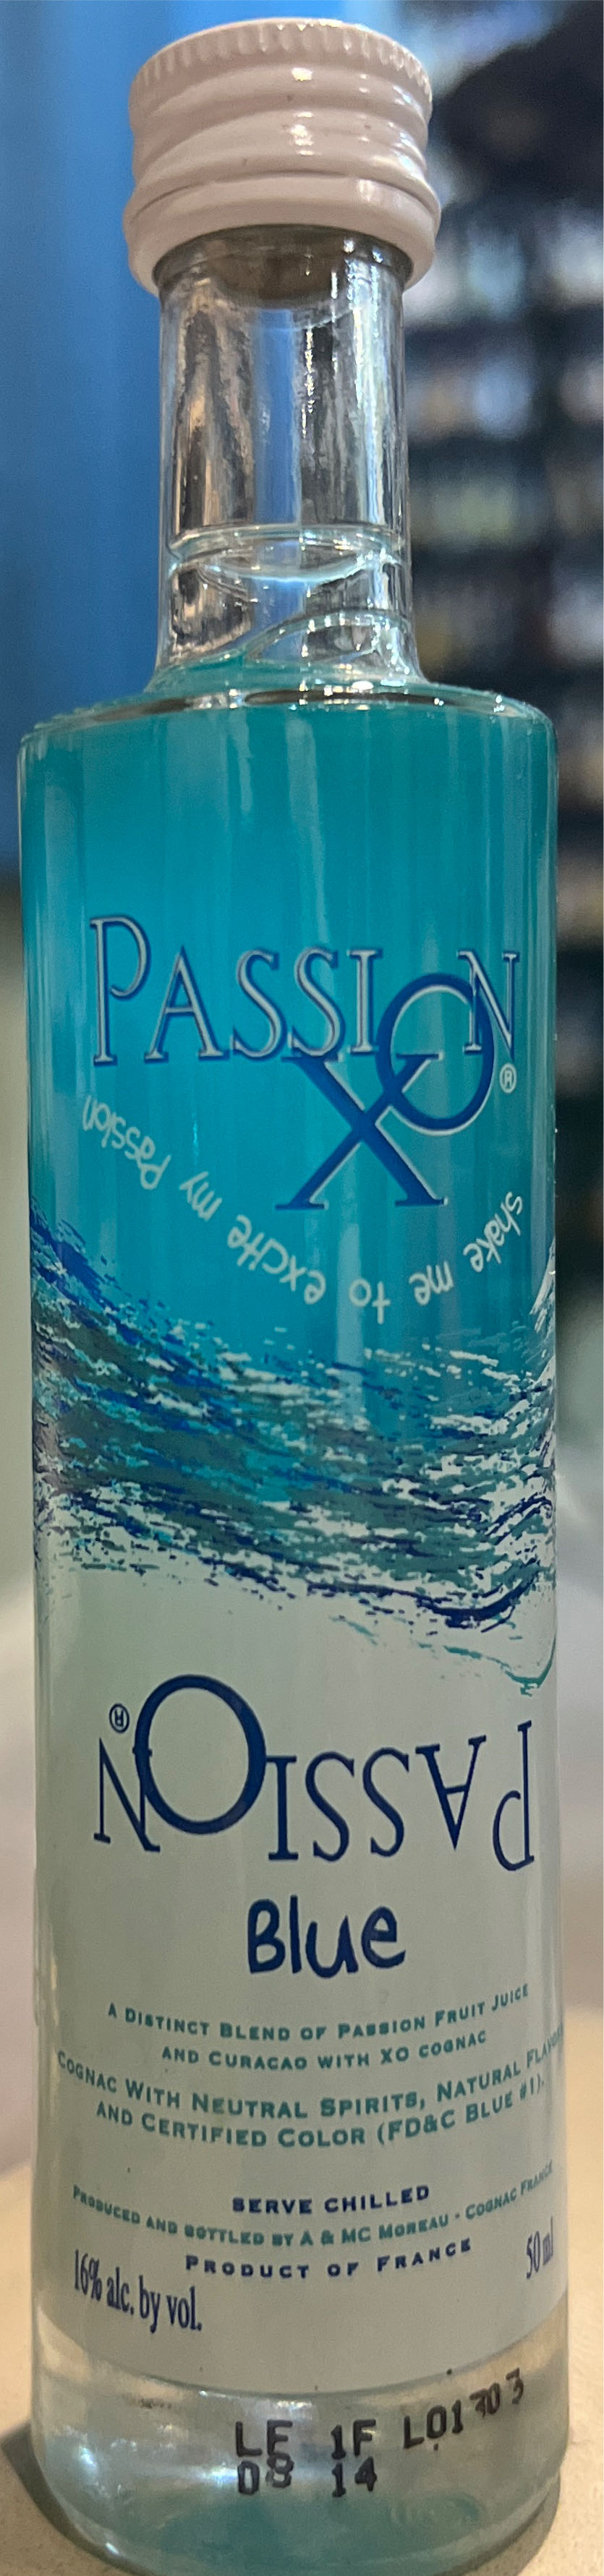 PASSION
XO®
shake me to excite my Passion
PASSION®
Blue
A DISTINCT BLEND OF PASSION FRUIT JUICE
AND CURACAO WITH XO COGNAC
COGNAC WITH NEUTRAL SPIRITS, NATURAL FLAVORS
AND CERTIFIED COLOR (FD&C BLUE #1).
SERVE CHILLED
PRODUCED AND BOTTLED BY A & MC MOREAU - COGNAC FRANCE
PRODUCT OF FRANCE
16% alc. by vol. 50 ml
LE 1F L01303
08 14